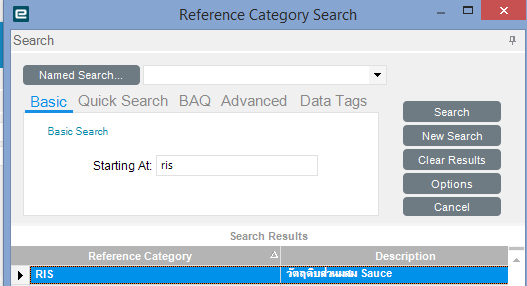 Reference Category Search
Search
Named Search...
Basic Quick Search BAQ Advanced Data Tags
Basic Search
Starting At: ris
Search
New Search
Clear Results
Options
Cancel
Search Results
Reference Category Description
RIS วัตถุดิบส่วนผสม Sauce